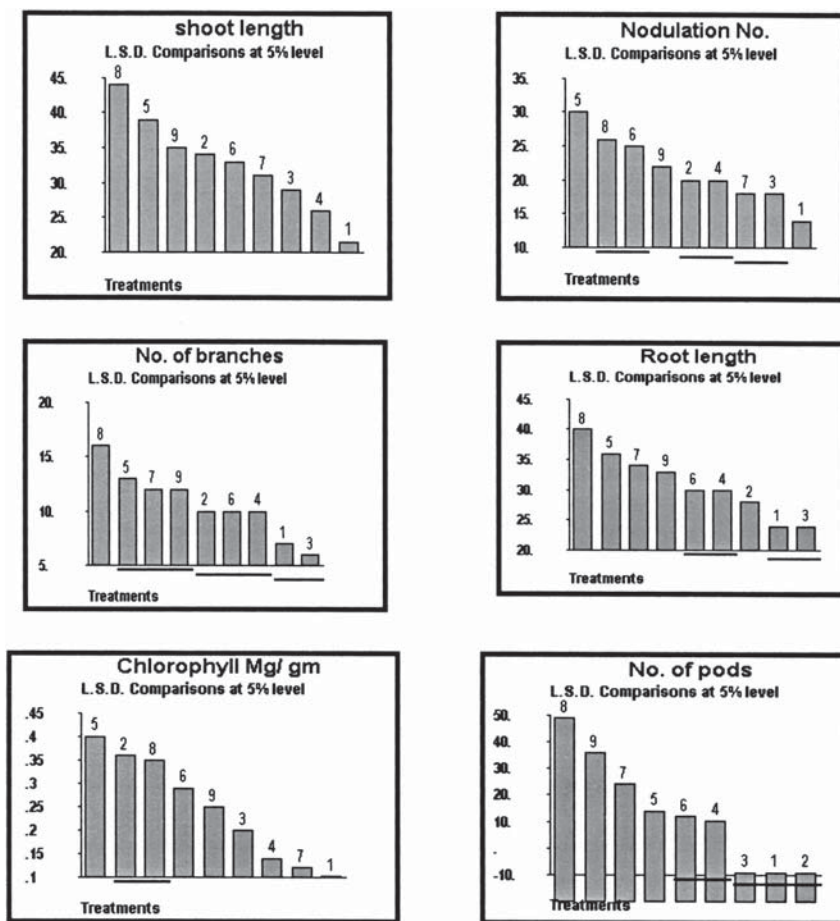 shoot length
L.S.D. Comparisons at 5% level
45.
40.
35.
30.
25.
20.
8 5 9 2 6 7 3 4 1
Treatments
Nodulation No.
L.S.D. Comparisons at 5% level
35.
30.
25.
20.
15.
10.
5 8 6 9 2 4 7 3 1
Treatments
No. of branches
L.S.D. Comparisons at 5% level
20.
15.
10.
5.
8 5 7 9 2 6 4 1 3
Treatments
Root length
L.S.D. Comparisons at 5% level
45.
40.
35.
30.
25.
20.
8 5 7 9 6 4 2 1 3
Treatments
Chlorophyll Mg/ gm
L.S.D. Comparisons at 5% level
.45
.4
.35
.3
.25
.2
.15
.1
5 2 8 6 9 3 4 7 1
Treatments
No. of pods
L.S.D. Comparisons at 5% level
50.
40.
30.
20.
10.
-
-10.
8 9 7 5 6 4 3 1 2
Treatments